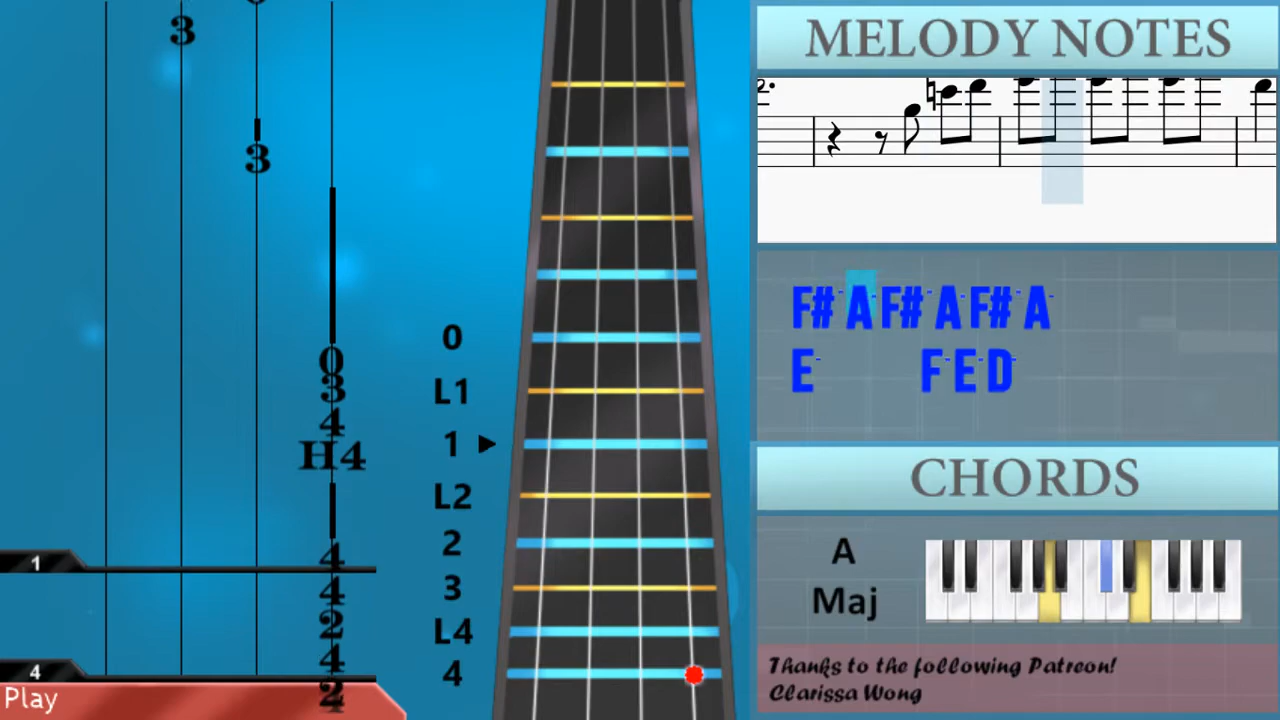 3
3
0
3
4
H4
4
4
2
4
2
1
4
Play
0
L1
1
L2
2
3
L4
4
MELODY NOTES
2.
F# A F# A F# A
E F E D
CHORDS
A
Maj
Thanks to the following Patreon!
Clarissa Wong